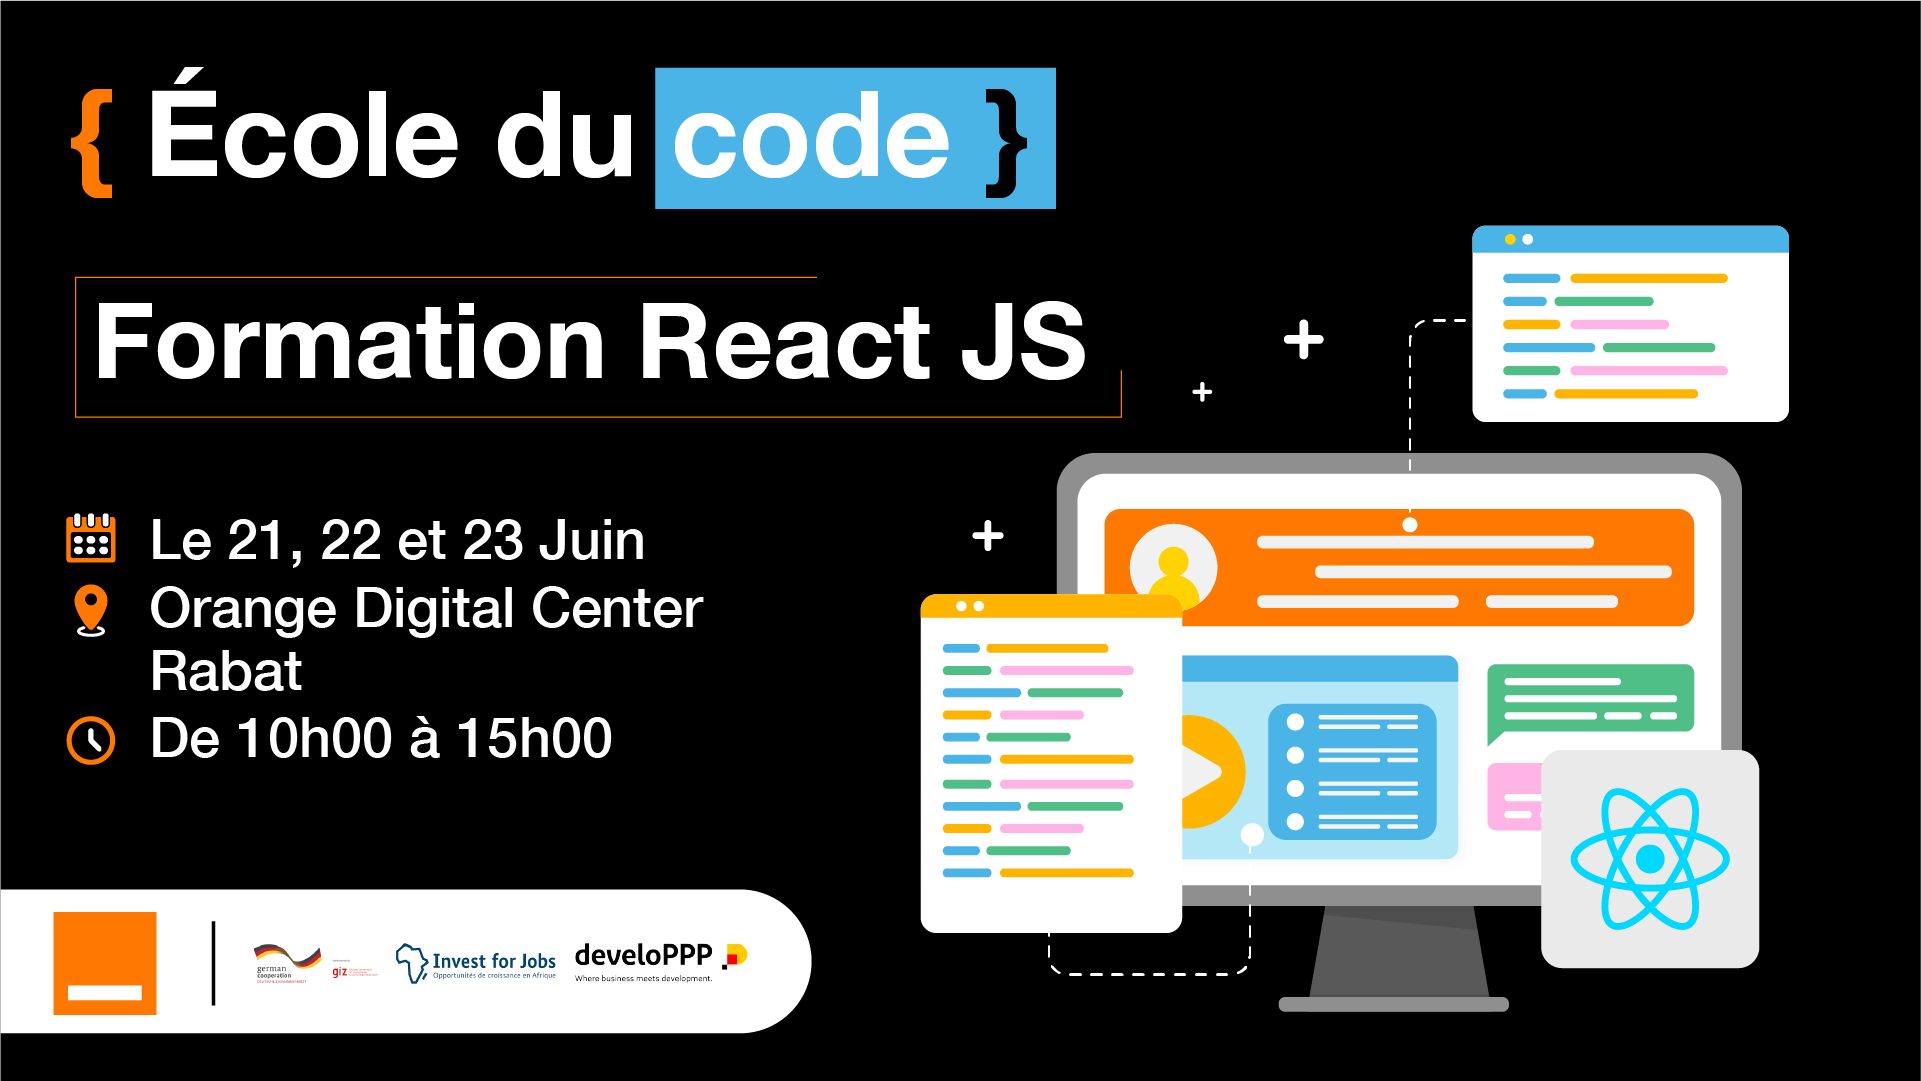 { École du code }
Formation React JS
Le 21, 22 et 23 Juin
Orange Digital Center
Rabat
De 10h00 à 15h00
german
cooperation
giz
Invest for Jobs
Opportunités de croissance en Afrique
develoPPP
Where business meets development.